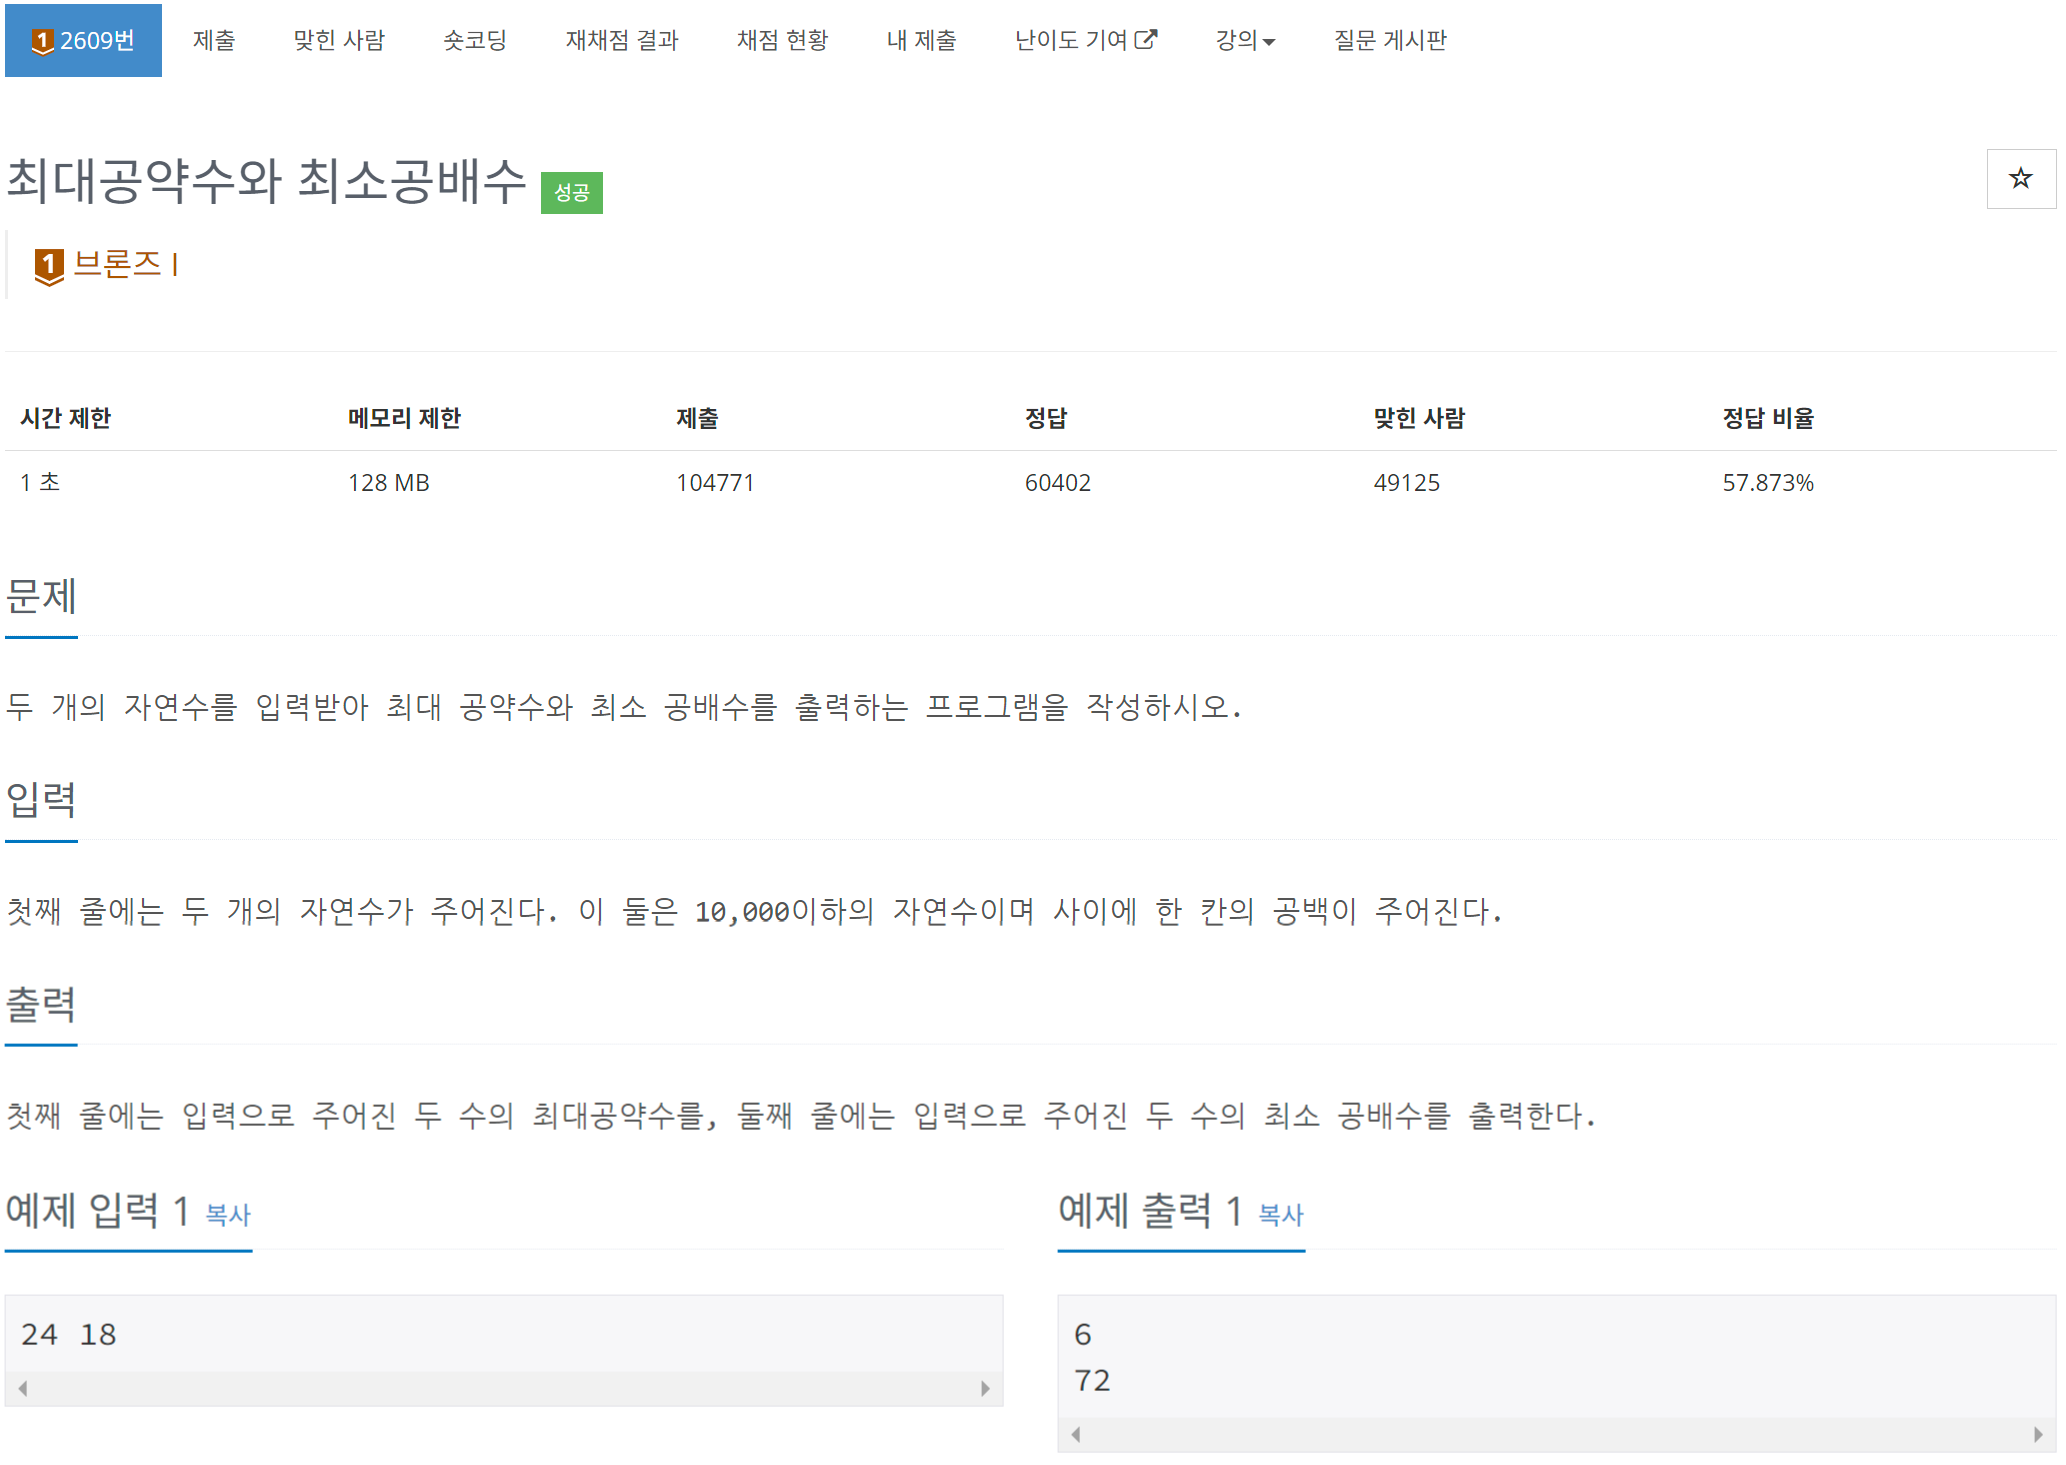 1 2609번 제출 맞힌 사람 숏코딩 재채점 결과 채점 현황 내 제출 난이도 기여 강의 질문 게시판
최대공약수와 최소공배수 성공
1 브론즈 I
시간 제한 메모리 제한 제출 정답 맞힌 사람 정답 비율
1 초 128 MB 104771 60402 49125 57.873%
문제
두 개의 자연수를 입력받아 최대 공약수와 최소 공배수를 출력하는 프로그램을 작성하시오.
입력
첫째 줄에는 두 개의 자연수가 주어진다. 이 둘은 10,000이하의 자연수이며 사이에 한 칸의 공백이 주어진다.
출력
첫째 줄에는 입력으로 주어진 두 수의 최대공약수를, 둘째 줄에는 입력으로 주어진 두 수의 최소 공배수를 출력한다.
예제 입력 1 복사
24 18
예제 출력 1 복사
6
72